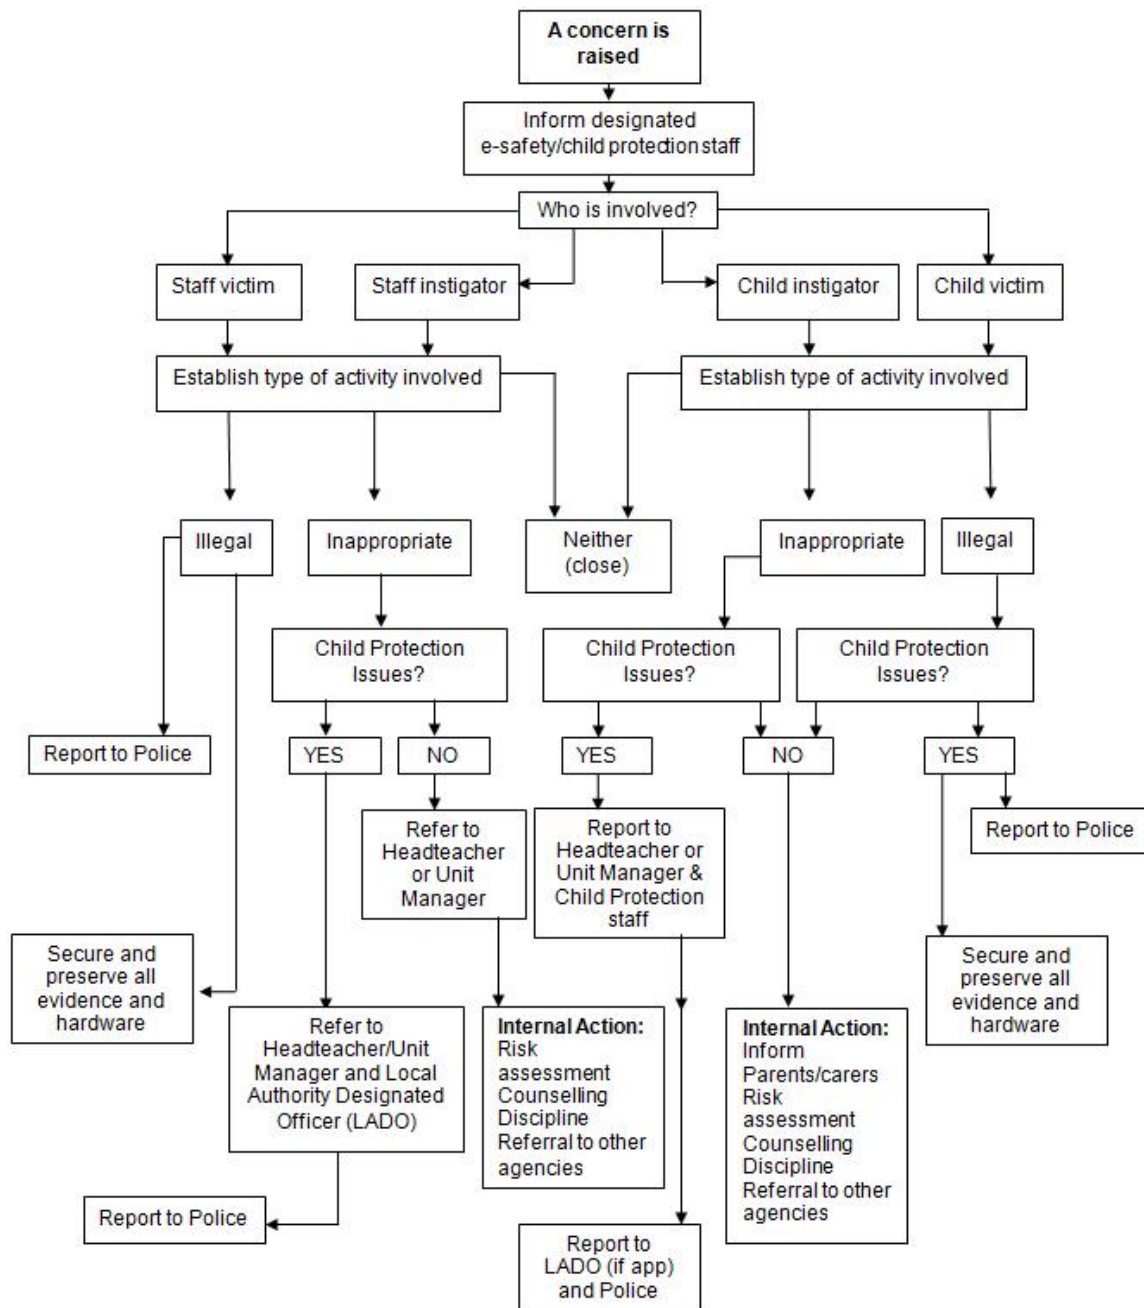 A concern is
raised
Inform designated
e-safety/child protection staff
Who is involved?
Staff victim
Staff instigator
Child instigator
Child victim
Establish type of activity involved
Establish type of activity involved
Illegal
Inappropriate
Neither
(close)
Inappropriate
Illegal
Child Protection
Issues?
Child Protection
Issues?
Child Protection
Issues?
Report to Police
YES
NO
YES
NO
YES
Refer to
Headteacher
or Unit
Manager
Report to
Headteacher or
Unit Manager &
Child Protection
staff
Report to Police
Secure and
preserve all
evidence and
hardware
Secure and
preserve all
evidence and
hardware
Refer to
Headteacher/Unit
Manager and Local
Authority Designated
Officer (LADO)
Internal Action:
Risk
assessment
Counselling
Discipline
Referral to other
agencies
Internal Action:
Inform
Parents/carers
Risk
assessment
Counselling
Discipline
Referral to other
agencies
Report to Police
Report to
LADO (if app)
and Police